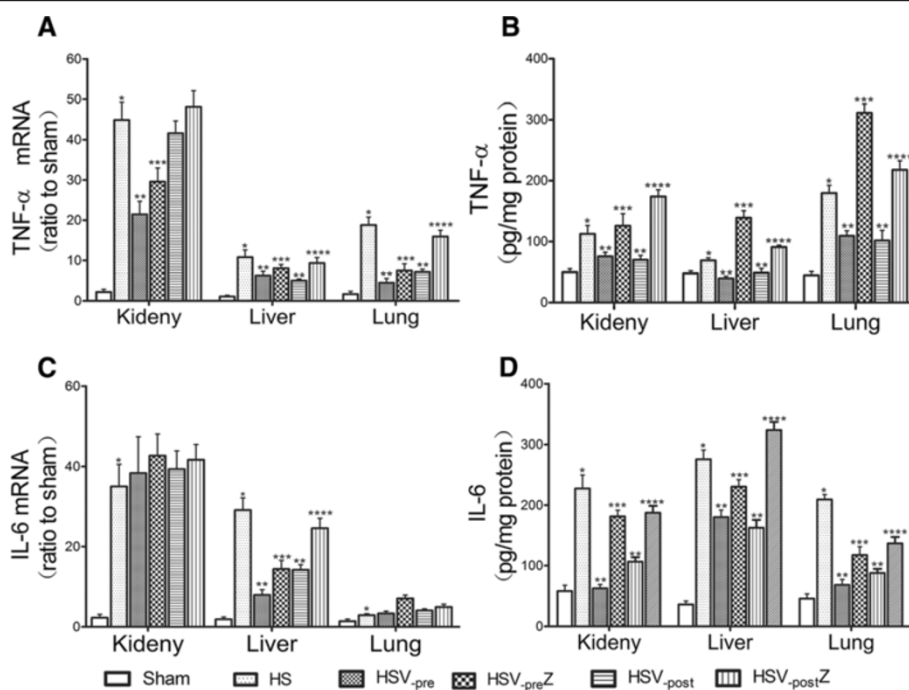 A
TNF-α mRNA
(ratio to sham)
60
50
40
30
20
10
0
* ** ***
* ** *** ** ****
* ** *** ** ****
Kideny Liver Lung
B
TNF-α
(pg/mg protein)
400
300
200
100
0
* ** *** ** ****
* ** *** ** ****
* ** *** ** ****
Kideny Liver Lung
C
IL-6 mRNA
(ratio to sham)
60
40
20
0
*
* ** *** ** ****
*
Kideny Liver Lung
D
IL-6
(pg/mg protein)
400
300
200
100
0
* ** *** ** ****
* ** *** ** ****
* ** *** ** ****
Kideny Liver Lung
Sham HS HSV-pre HSV-preZ HSV-post HSV-postZ